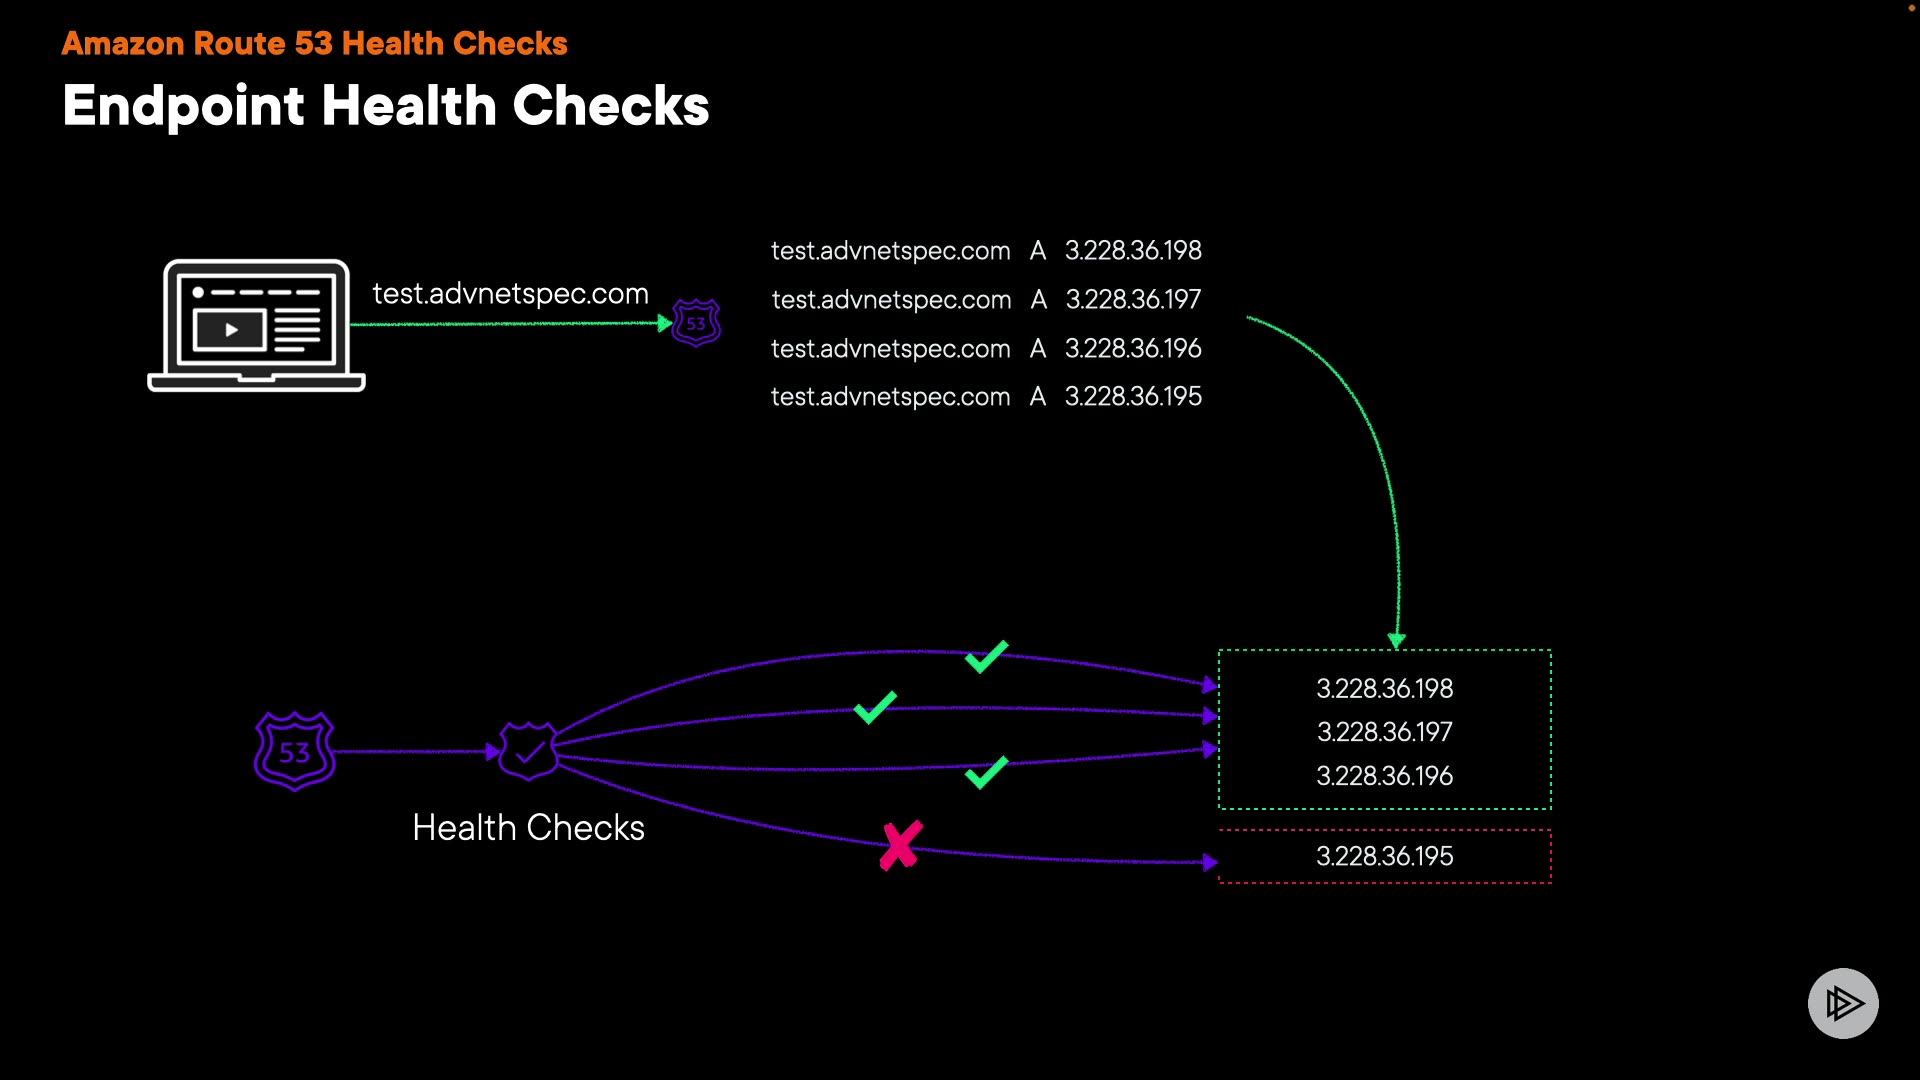 Amazon Route 53 Health Checks
Endpoint Health Checks
test.advnetspec.com
53
test.advnetspec.com A 3.228.36.198
test.advnetspec.com A 3.228.36.197
test.advnetspec.com A 3.228.36.196
test.advnetspec.com A 3.228.36.195
53
Health Checks
3.228.36.198
3.228.36.197
3.228.36.196
3.228.36.195